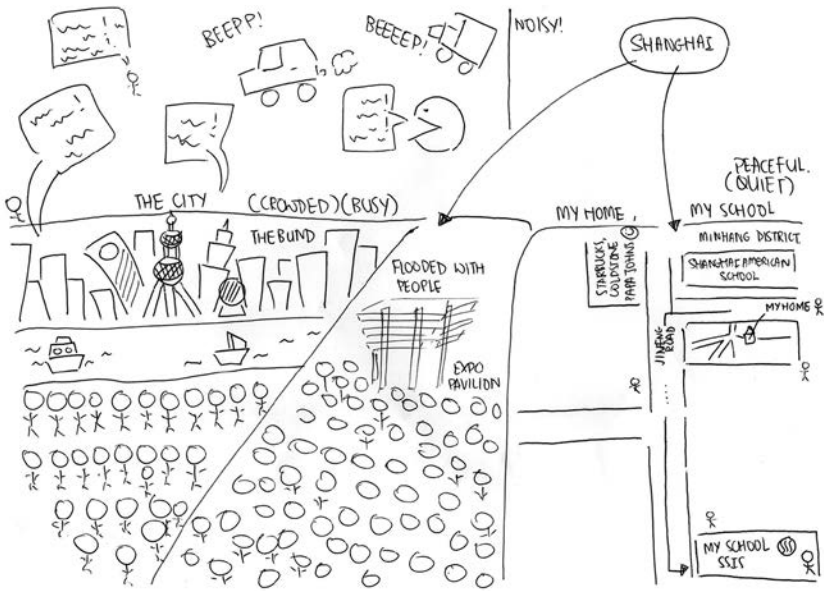 BEEPP!
BEEEEP!
NOISY!
SHANGHAI
PEACEFUL.
(QUIET)
THE CITY (CROWDED) (BUSY)
THE BUND
FLOODED WITH
PEOPLE
EXPO
PAVILION
MY HOME,
MY SCHOOL
MINHANG DISTRICT
SHANGHAI AMERICAN
SCHOOL
STARBUCKS,
COLDSTONE
PAPA JOHNS
MY HOME
JINFENG
ROAD
MY SCHOOL
SSIS